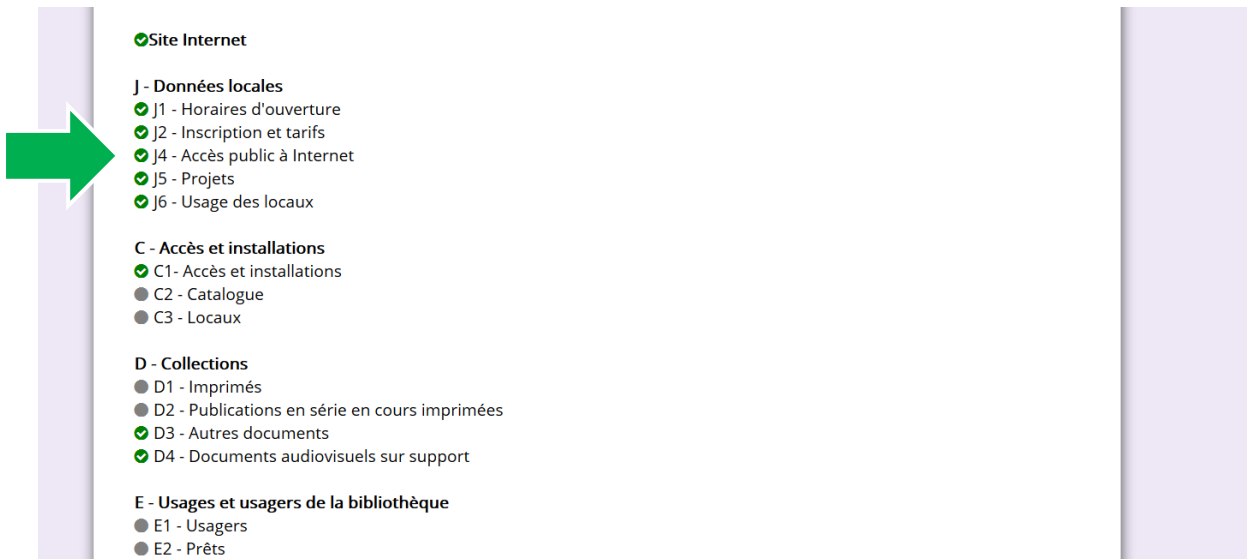 Site Internet
J - Données locales
J1 - Horaires d'ouverture
J2 - Inscription et tarifs
J4 - Accès public à Internet
J5 - Projets
J6 - Usage des locaux
C - Accès et installations
C1- Accès et installations
C2 - Catalogue
C3 - Locaux
D - Collections
D1 - Imprimés
D2 - Publications en série en cours imprimées
D3 - Autres documents
D4 - Documents audiovisuels sur support
E - Usages et usagers de la bibliothèque
E1 - Usagers
E2 - Prêts